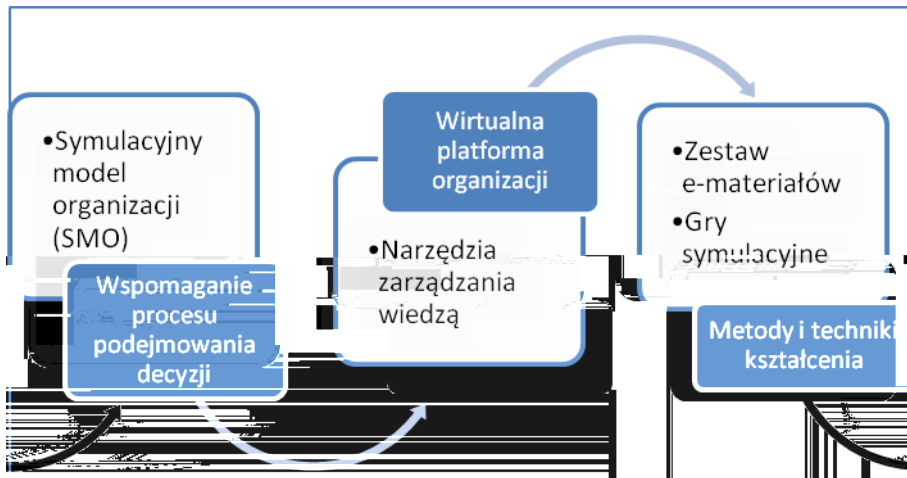 •Symulacyjny
model
organizacji
(SMO)
Wspomaganie
procesu
podejmowania
decyzji
Wirtualna
platforma
organizacji
•Narzędzia
zarządzania
wiedzą
•Zestaw
e-materiałów
•Gry
symulacyjne
Metody i techniki
kształcenia